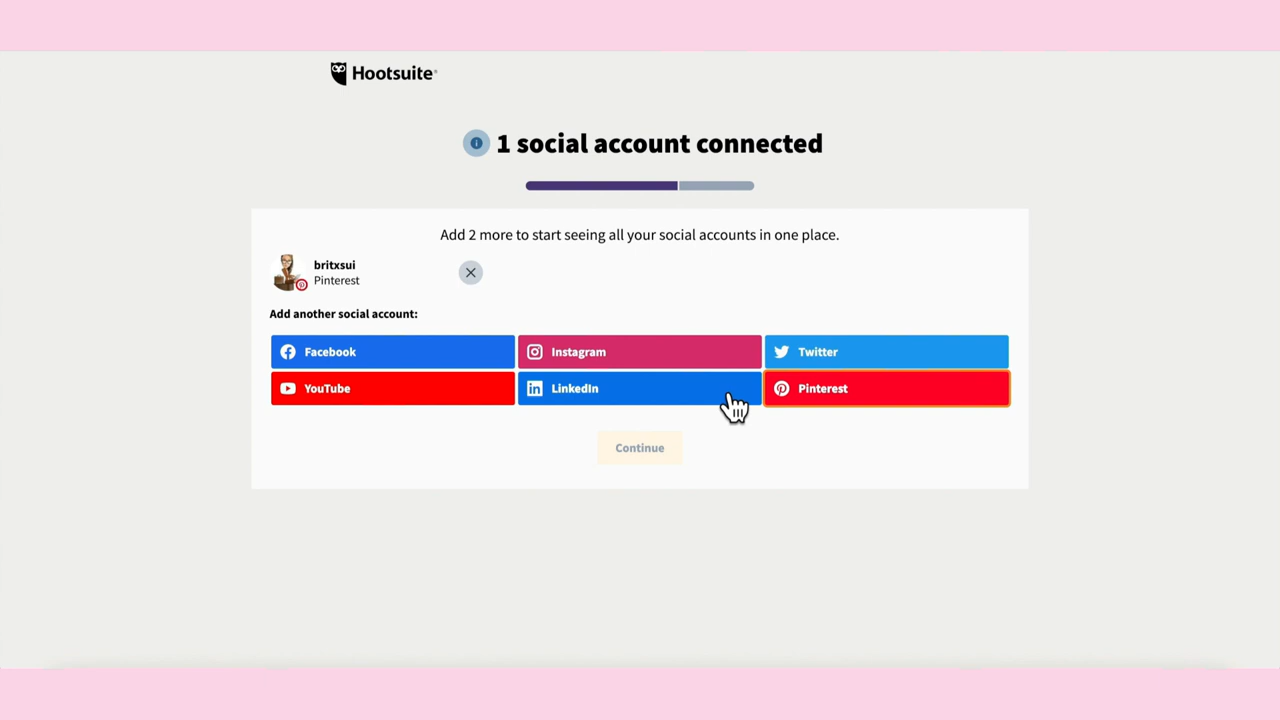 Hootsuite®
1 social account connected
Add 2 more to start seeing all your social accounts in one place.
britxsui
Pinterest
Add another social account:
Facebook
Instagram
Twitter
YouTube
LinkedIn
Pinterest
Continue